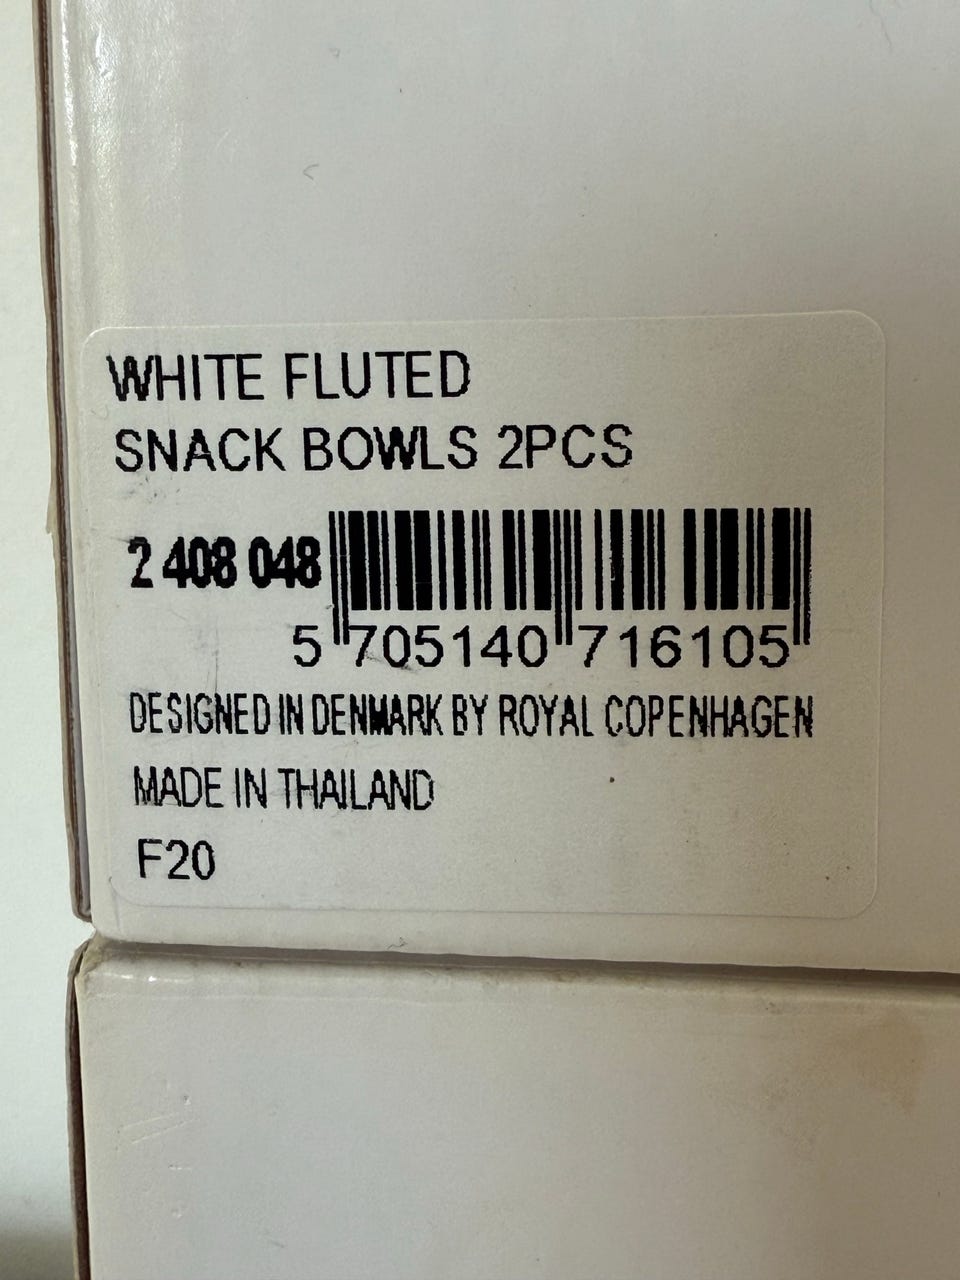 WHITE FLUTED
SNACK BOWLS 2PCS
2 408 048
5 705140 716105
DESIGNED IN DENMARK BY ROYAL COPENHAGEN
MADE IN THAILAND
F20